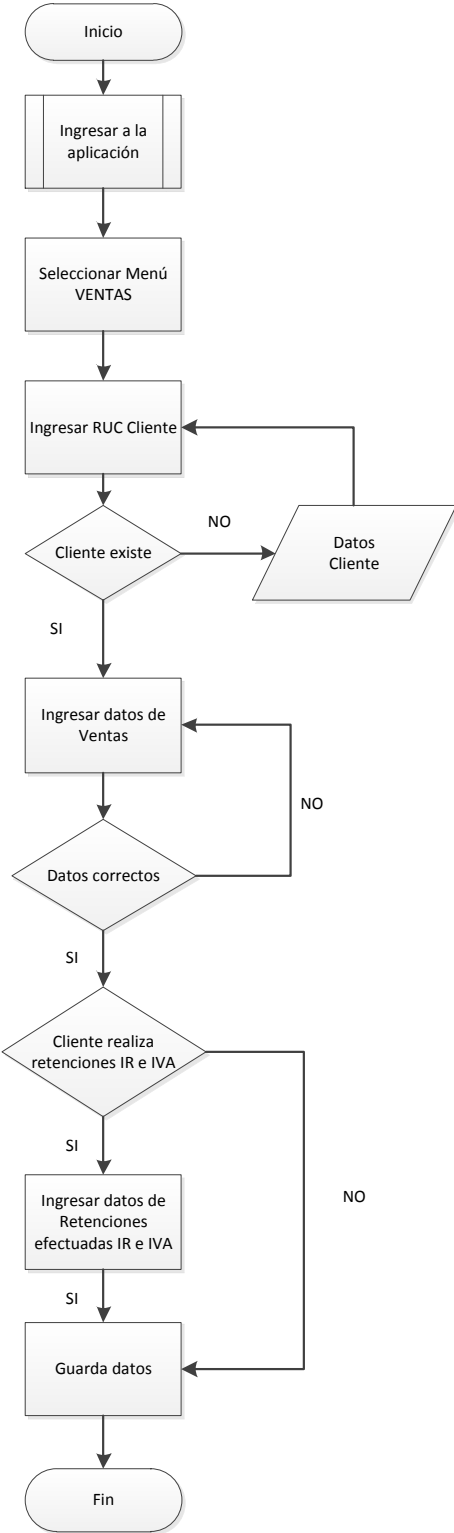 Inicio
Ingresar a la
aplicación
Seleccionar Menú
VENTAS
Ingresar RUC Cliente
Cliente existe
NO
Datos
Cliente
SI
Ingresar datos de
Ventas
NO
Datos correctos
SI
Cliente realiza
retenciones IR e IVA
SI
NO
Ingresar datos de
Retenciones
efectuadas IR e IVA
SI
Guarda datos
Fin